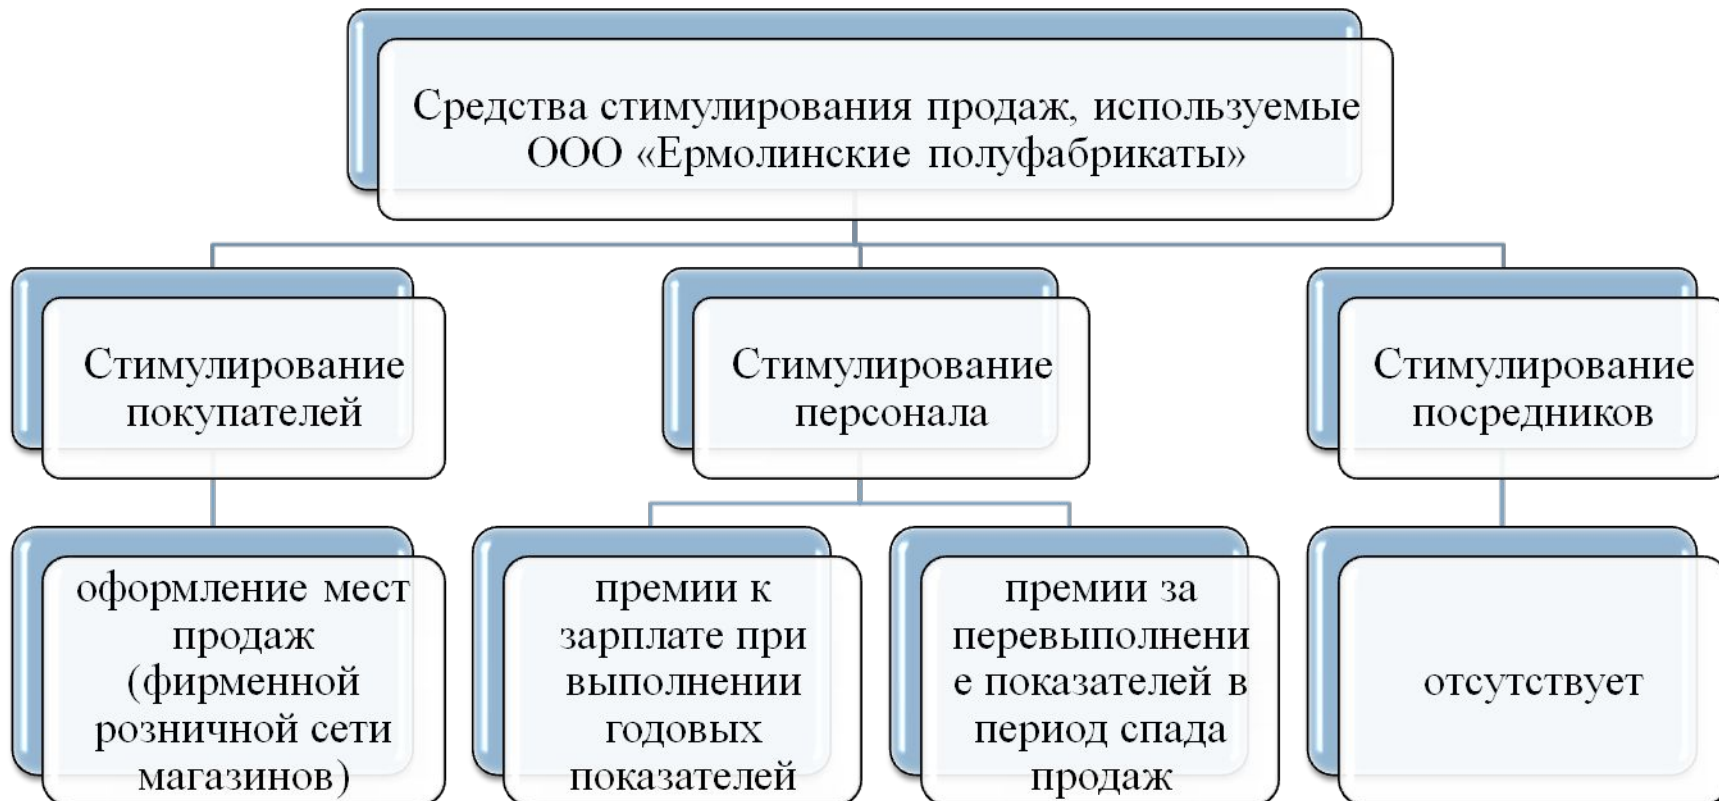 Средства стимулирования продаж, используемые
ООО «Ермолинские полуфабрикаты»
Стимулирование
покупателей
Стимулирование
персонала
Стимулирование
посредников
оформление мест
продаж
(фирменной
розничной сети
магазинов)
премии к
зарплате при
выполнении
годовых
показателей
премии за
перевыполнени
е показателей в
период спада
продаж
отсутствует